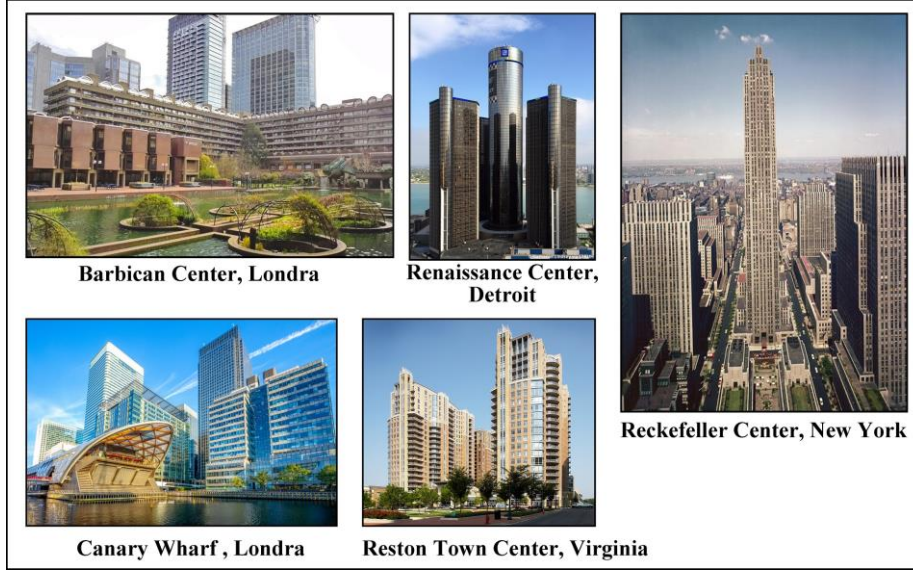 Barbican Center, Londra
Renaissance Center,
Detroit
Reckefeller Center, New York
Canary Wharf , Londra
Reston Town Center, Virginia